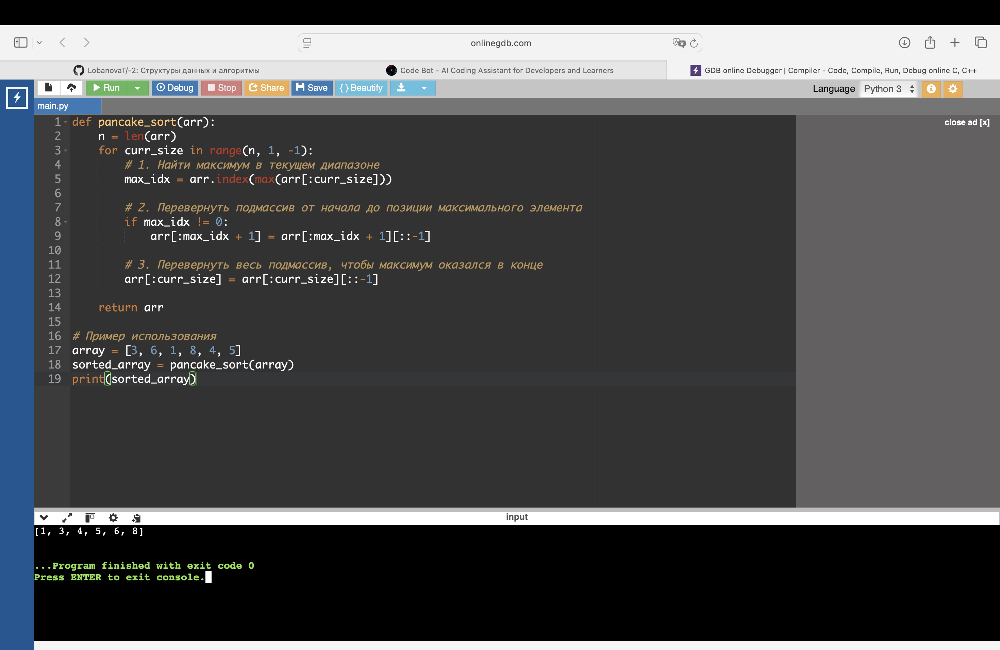 onlinegdb.com
LobanovaT/-2: Структуры данных и алгоритмы
Code Bot - AI Coding Assistant for Developers and Learners
GDB online Debugger | Compiler - Code, Compile, Run, Debug online C, C++
Run Debug Stop Share Save { } Beautify Language Python 3
main.py
close ad [x]
1 def pancake_sort(arr):
2 n = len(arr)
3 for curr_size in range(n, 1, -1):
4 # 1. Найти максимум в текущем диапазоне
5 max_idx = arr.index(max(arr[:curr_size]))
6
7 # 2. Перевернуть подмассив от начала до позиции максимального элемента
8 if max_idx != 0:
9 arr[:max_idx + 1] = arr[:max_idx + 1][::-1]
10
11 # 3. Перевернуть весь подмассив, чтобы максимум оказался в конце
12 arr[:curr_size] = arr[:curr_size][::-1]
13
14 return arr
15
16 # Пример использования
17 array = [3, 6, 1, 8, 4, 5]
18 sorted_array = pancake_sort(array)
19 print(sorted_array)
input
[1, 3, 4, 5, 6, 8]
...Program finished with exit code 0
Press ENTER to exit console.